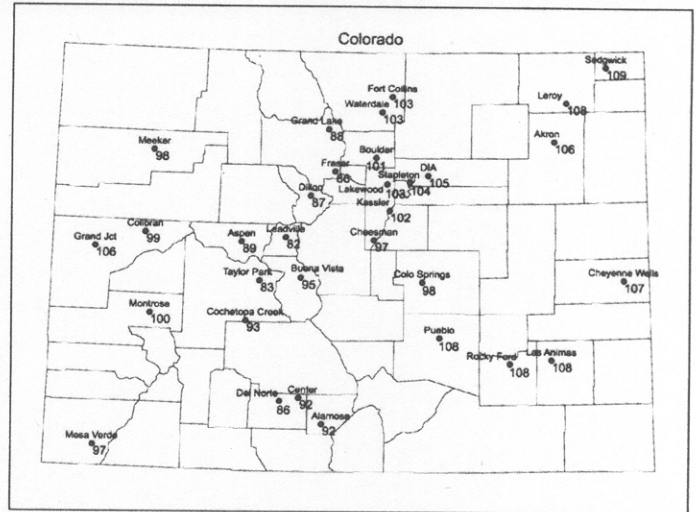 Colorado
Sedgwick
109
Fort Collins
103
Leroy
108
Waterdale
103
Grand Lake
88
Akron
106
Meeker
98
Boulder
101
Fraser
86
DIA
105
Stapleton
104
Lakewood
103
Dillon
87
Kassler
102
Collbran
99
Leadville
82
Aspen
89
Grand Jct
106
Cheesman
97
Taylor Park
83
Buena Vista
95
Colo Springs
98
Cheyenne Wells
107
Montrose
100
Cochetopa Creek
93
Pueblo
108
Rocky Ford
108
Las Animas
108
Del Norte
86
Center
92
Alamosa
92
Mesa Verde
97